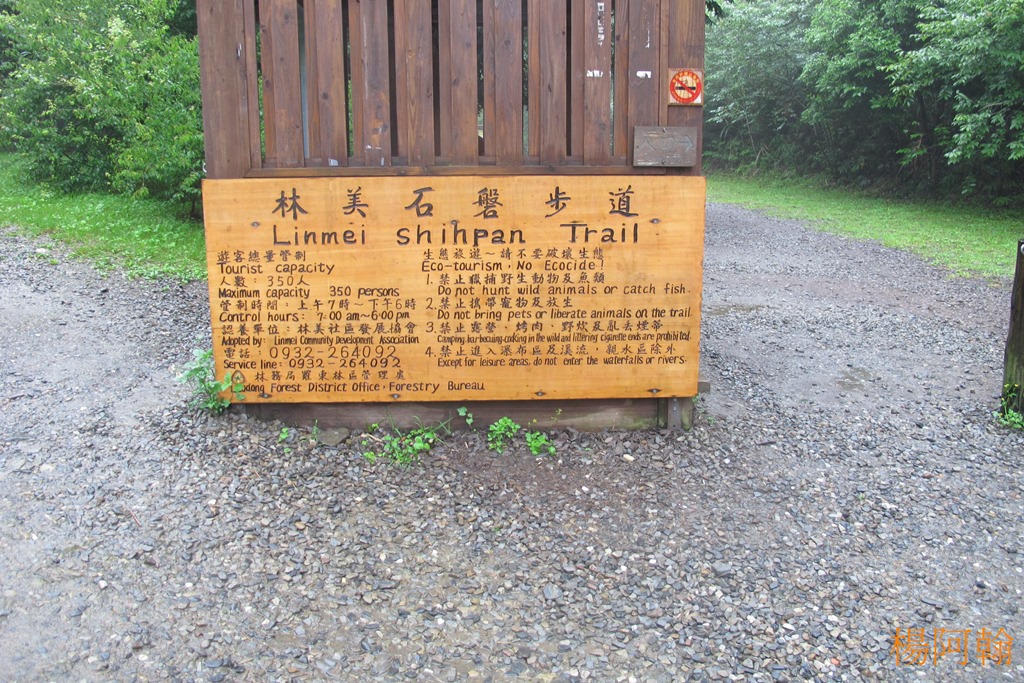 林美石磐步道
Linmei shihpan Trail
遊客總量管制
Tourist capacity
人數：350人
Maximum capacity 350 persons
管制時間：上午7時～下午6時
Control hours: 7:00 am～6:00 pm
認養單位：林美社區發展協會
Adopted by: Linmei Community Development Association
電話：0932-264092
Service line: 0932-264092
林務局羅東林區管理處
dong Forest District Office, Forestry Bureau
生態旅遊～請不要破壞生態
Eco-tourism, No Ecocide!
1. 禁止獵捕野生動物及魚類
Do not hunt wild animals or catch fish.
2. 禁止攜帶寵物及放生
Do not bring pets or liberate animals on the trail
3. 禁止露營、烤肉、野炊及亂丟煙蒂
Camping, barbecuing-cooking in the wild and littering cigarette ends are prohibited.
4. 禁止進入瀑布區及溪流，親水區除外
Except for leisure areas, do not enter the waterfalls or rivers.
楊阿翰